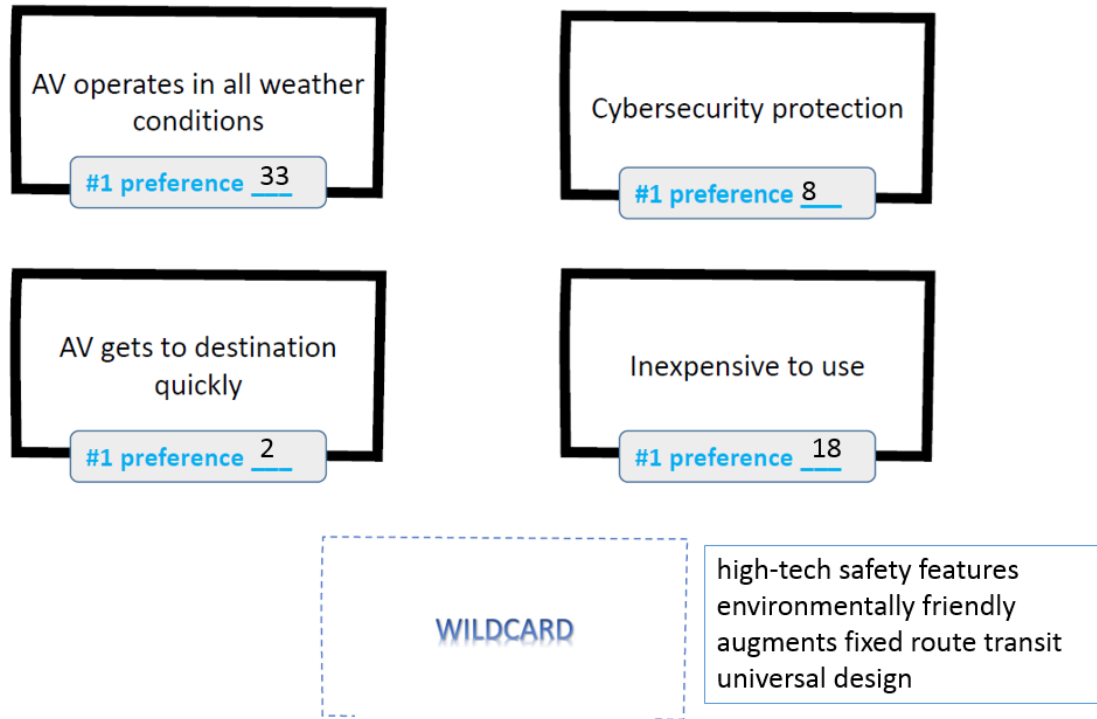 AV operates in all weather
conditions
#1 preference 33
Cybersecurity protection
#1 preference 8
AV gets to destination
quickly
#1 preference 2
Inexpensive to use
#1 preference 18
WILDCARD
high-tech safety features
environmentally friendly
augments fixed route transit
universal design